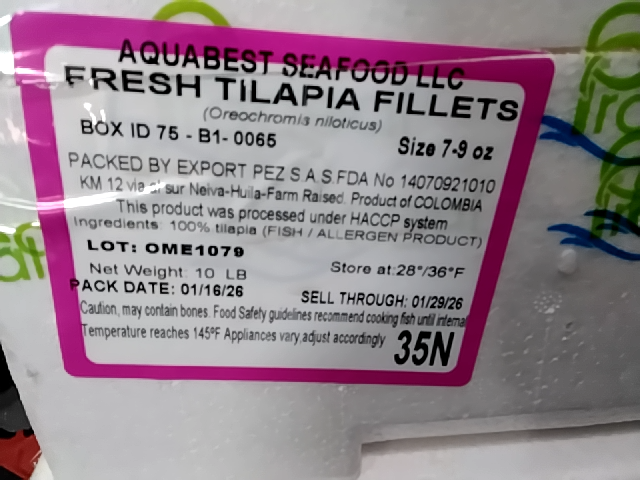 AQUABEST SEAFOOD LLC
FRESH TILAPIA FILLETS
(Oreochromis niloticus)
BOX ID 75 - B1- 0065
Size 7-9 oz
PACKED BY EXPORT PEZ S.A.S.FDA No 14070921010
KM 12 via al sur Neiva-Huila-Farm Raised. Product of COLOMBIA
This product was processed under HACCP system
Ingredients: 100% tilapia (FISH / ALLERGEN PRODUCT)
LOT: OME1079
Net Weight: 10 LB
Store at:28°/36°F
PACK DATE: 01/16/26
SELL THROUGH: 01/29/26
Caution, may contain bones. Food Safety guidelines recommend cooking fish until internal
Temperature reaches 145ºF Appliances vary,adjust accordingly
35N